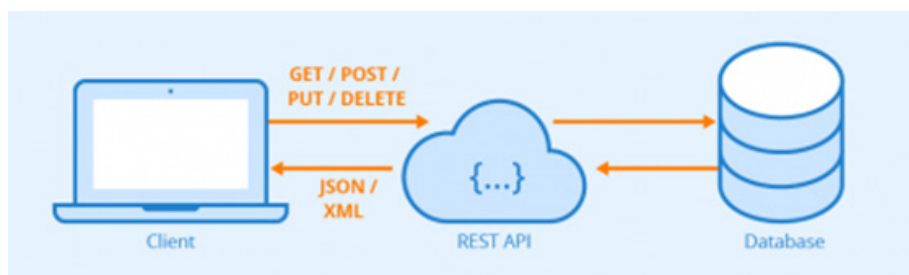 GET / POST /
PUT / DELETE
{...}
JSON /
XML
Client
REST API
Database